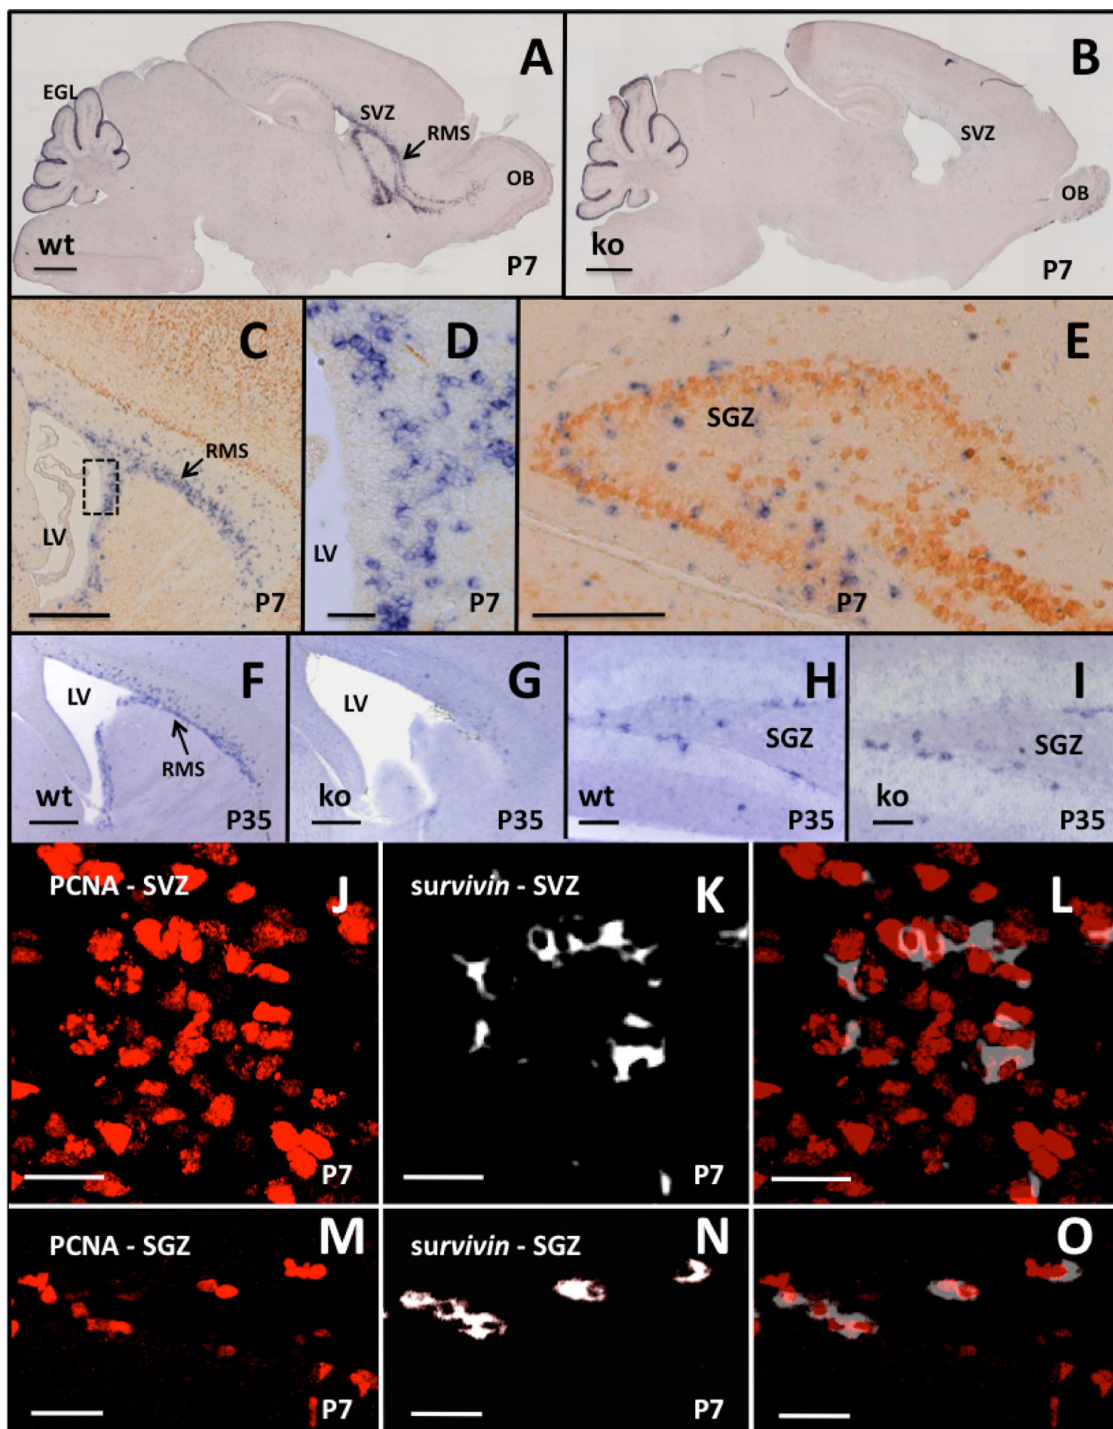 A
EGL
SVZ
RMS
OB
wt
P7
B
SVZ
OB
ko
P7
C
RMS
LV
P7
D
LV
P7
E
SGZ
P7
F
LV
RMS
wt
P35
G
LV
ko
P35
H
SGZ
wt
P35
I
SGZ
ko
P35
PCNA - SVZ J
P7
survivin - SVZ K
P7
L
PCNA - SGZ M
P7
survivin - SGZ N
P7
O